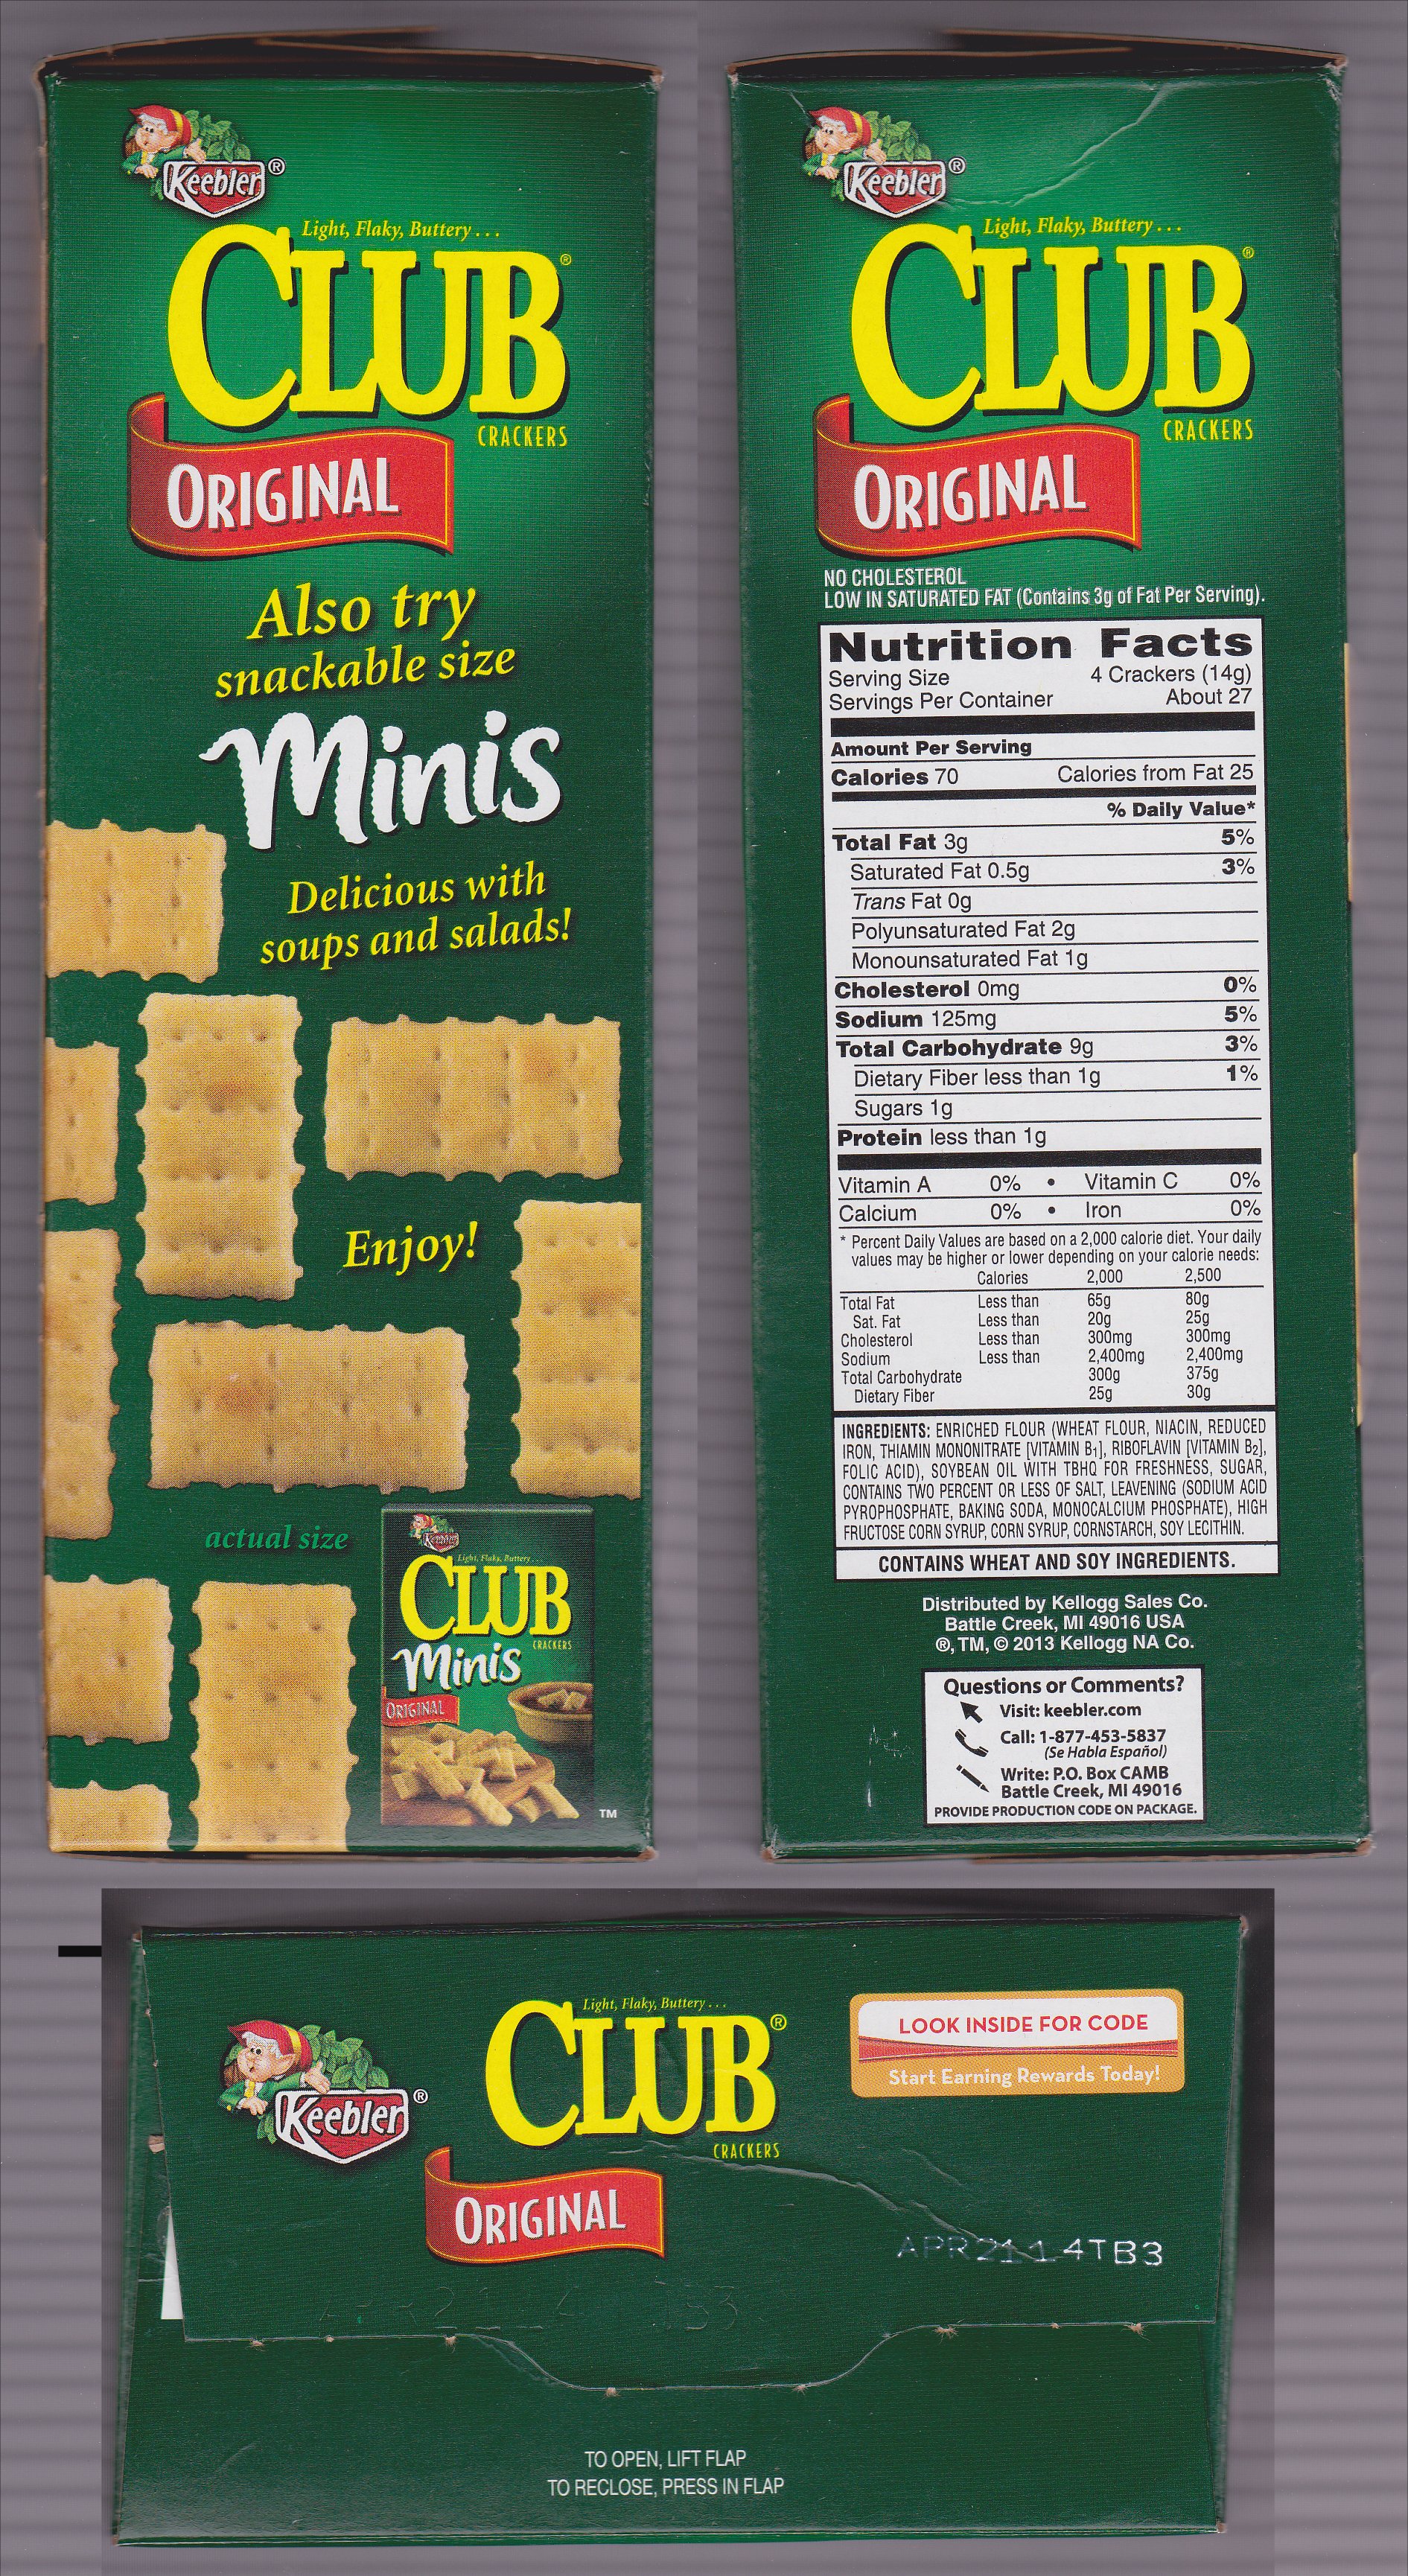 Keebler®
Light, Flaky, Buttery . . .
CLUB®
CRACKERS
ORIGINAL
Also try
snackable size
Minis
Delicious with
soups and salads!
Enjoy!
actual size
Keebler
Light, Flaky, Buttery . . .
CLUB
CRACKERS
Minis
ORIGINAL
TM
Keebler®
Light, Flaky, Buttery . . .
CLUB®
CRACKERS
ORIGINAL
NO CHOLESTEROL
LOW IN SATURATED FAT (Contains 3g of Fat Per Serving).
Nutrition Facts
Serving Size 4 Crackers (14g)
Servings Per Container About 27
Amount Per Serving
Calories 70 Calories from Fat 25
% Daily Value*
Total Fat 3g 5%
Saturated Fat 0.5g 3%
Trans Fat 0g
Polyunsaturated Fat 2g
Monounsaturated Fat 1g
Cholesterol 0mg 0%
Sodium 125mg 5%
Total Carbohydrate 9g 3%
Dietary Fiber less than 1g 1%
Sugars 1g
Protein less than 1g
Vitamin A 0% • Vitamin C 0%
Calcium 0% • Iron 0%
* Percent Daily Values are based on a 2,000 calorie diet. Your daily
values may be higher or lower depending on your calorie needs:
Calories 2,000 2,500
Total Fat Less than 65g 80g
Sat. Fat Less than 20g 25g
Cholesterol Less than 300mg 300mg
Sodium Less than 2,400mg 2,400mg
Total Carbohydrate 300g 375g
Dietary Fiber 25g 30g
INGREDIENTS: ENRICHED FLOUR (WHEAT FLOUR, NIACIN, REDUCED
IRON, THIAMIN MONONITRATE [VITAMIN B1], RIBOFLAVIN [VITAMIN B2],
FOLIC ACID), SOYBEAN OIL WITH TBHQ FOR FRESHNESS, SUGAR,
CONTAINS TWO PERCENT OR LESS OF SALT, LEAVENING (SODIUM ACID
PYROPHOSPHATE, BAKING SODA, MONOCALCIUM PHOSPHATE), HIGH
FRUCTOSE CORN SYRUP, CORN SYRUP, CORNSTARCH, SOY LECITHIN.
CONTAINS WHEAT AND SOY INGREDIENTS.
Distributed by Kellogg Sales Co.
Battle Creek, MI 49016 USA
®, TM, © 2013 Kellogg NA Co.
Questions or Comments?
Visit: keebler.com
Call: 1-877-453-5837
(Se Habla Español)
Write: P.O. Box CAMB
Battle Creek, MI 49016
PROVIDE PRODUCTION CODE ON PACKAGE.
Keebler®
Light, Flaky, Buttery . . .
CLUB®
CRACKERS
ORIGINAL
LOOK INSIDE FOR CODE
Start Earning Rewards Today!
APR2114TB3
TO OPEN, LIFT FLAP
TO RECLOSE, PRESS IN FLAP